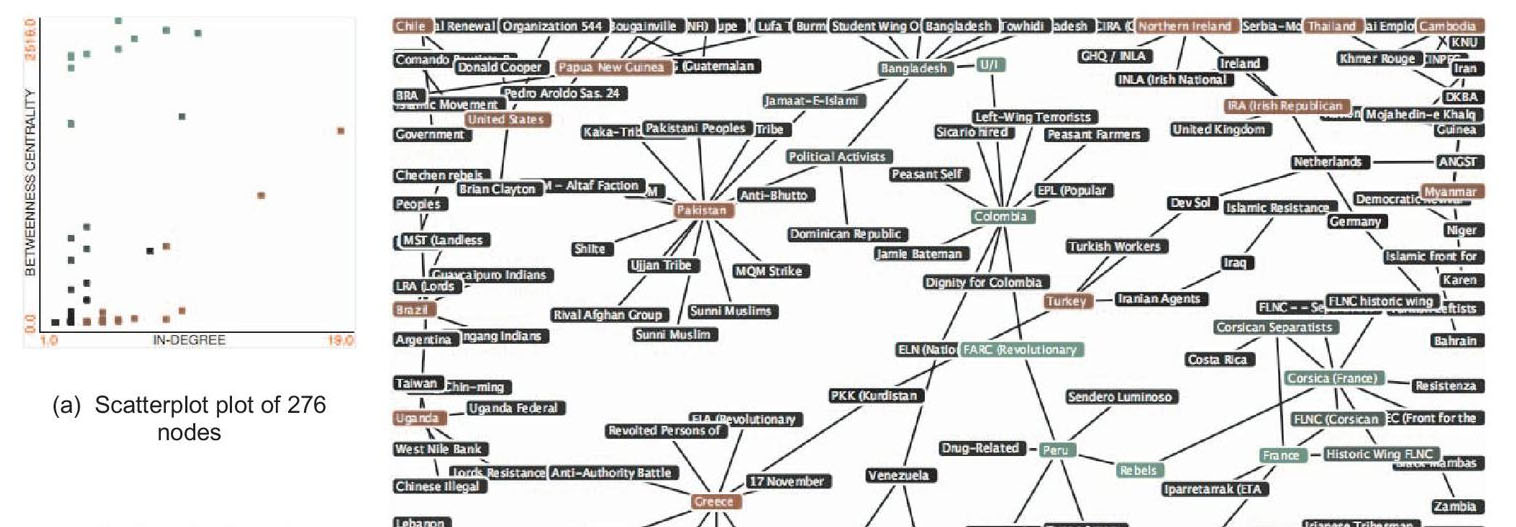 2516.0
BETWEENNESS CENTRALITY
0.0
1.0
IN-DEGREE
19.0
(a) Scatterplot plot of 276
nodes
Chile
al Renewal
Organization 544
Bougainville
NFI)
upe
Lufa T
Burm
Student Wing O
Bangladesh
Towhidi
adesh
CIRA (C
Northern Ireland
Serbia-Mo
Thailand
ai Emplo
Cambodia
KNU
Comando
Donald Cooper
Papua New Guinea
(Guatemalan
Bangladesh
U/I
GHQ / INLA
Ireland
Khmer Rouge
Iran
INLA (Irish National
BRA
Pedro Aroldo Sas. 24
Jamaat-E-Islami
DKBA
Islamic Movement
IRA (Irish Republican
Mojahedin-e Khalq
United States
Left-Wing Terrorists
Government
Kaka-Trib
Pakistani Peoples
Tribe
Sicario hired
Peasant Farmers
United Kingdom
Guinea
Political Activists
Netherlands
ANGST
Chechen rebels
Peasant Self
Brian Clayton
M - Altaf Faction
M
Anti-Bhutto
EPL (Popular
Myanmar
Peoples
Pakistan
Colombia
Dev Sol
Islamic Resistance
Democratic
Germany
Dominican Republic
Niger
MST (Landless
Shiite
Jamie Bateman
Turkish Workers
Ujjan Tribe
MQM Strike
Iraq
Islamic Front for
Guaycaipuro Indians
LRA (Lords
Dignity for Colombia
Karen
Brazil
Turkey
Iranian Agents
FLNC - - Se
FLNC historic wing
Leftists
Rival Afghan Group
Sunni Muslims
Corsican Separatists
Argentina
ngang Indians
Sunni Muslim
Bahrain
ELN (Natio
FARC (Revolutionary
Costa Rica
Taiwan
Chin-ming
Corsica (France)
Resistenza
PKK (Kurdistan
Sendero Luminoso
Uganda
Uganda Federal
ELA (Revolutionary
FLNC (Corsican
EC (Front for the
Revolted Persons of
West Nile Bank
Drug-Related
Peru
France
Historic Wing FLNC
Lords Resistance
Anti-Authority Battle
Rebels
Black Mambas
Chinese Illegal
17 November
Venezuela
Iparretarrak (ETA
Greece
Zambia
Lebanon